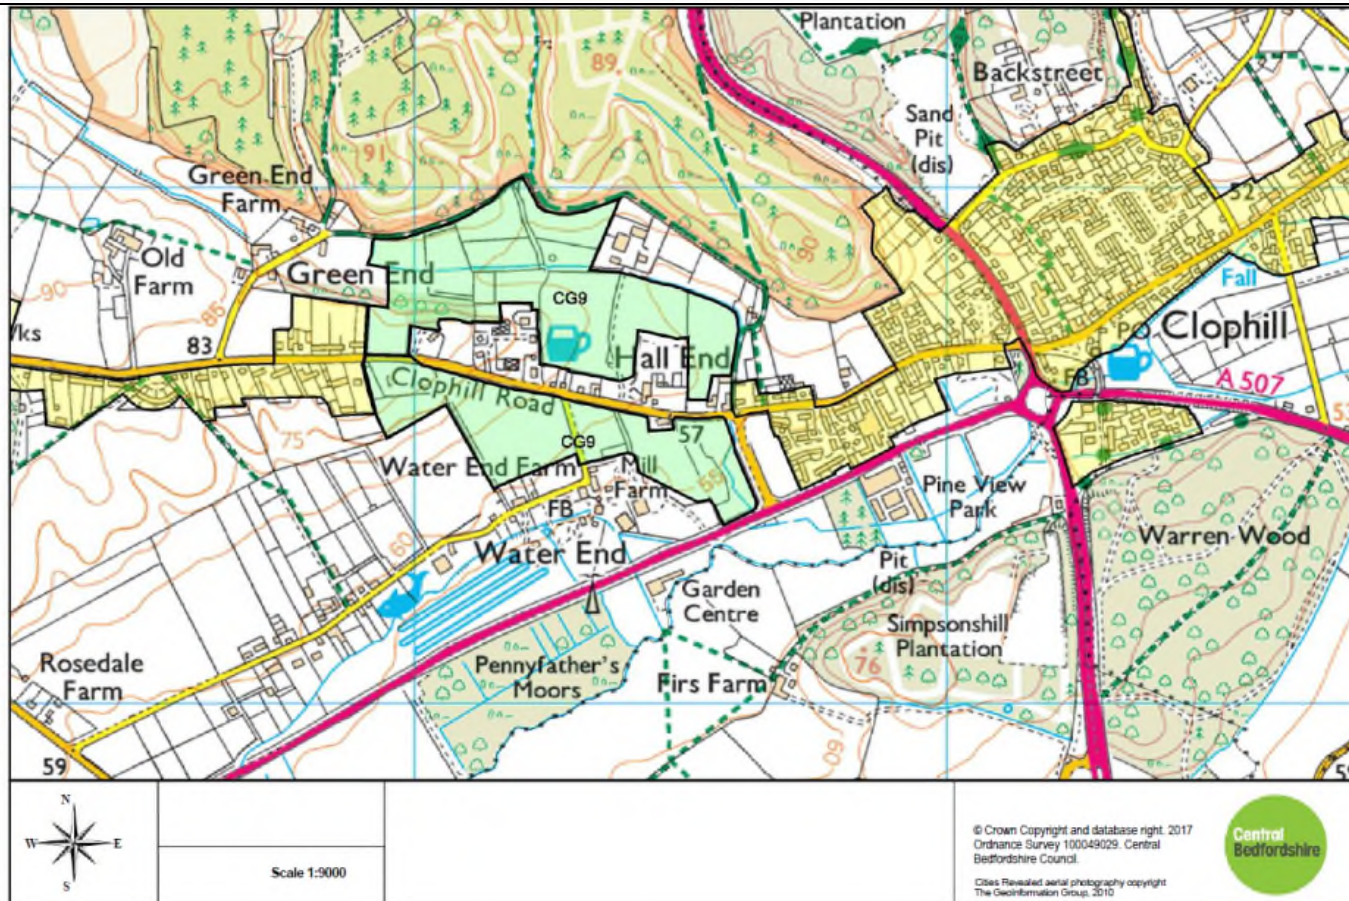 Plantation
89
Backstreet
Sand
Pit
(dis)
91
Green End
Farm
52
Old
Farm
Green End
90
90
85
CG9
Fall
83
Hall End
PO
Clophill
Clophill Road
FB
A 507
57
75
CG9
Water End Farm
Mill
Farm
55
FB
Pine View
Park
Water End
60
Warren Wood
Pit
(dis)
Garden
Centre
Simpsonshill
Plantation
Rosedale
Farm
Pennyfather's
Moors
Firs Farm
76
60
59
N
W E
S
Scale 1:9000
© Crown Copyright and database right. 2017
Ordnance Survey 100049029. Central
Bedfordshire Council.
Cities Revealed aerial photography copyright
The GeoInformation Group, 2010
Central
Bedfordshire